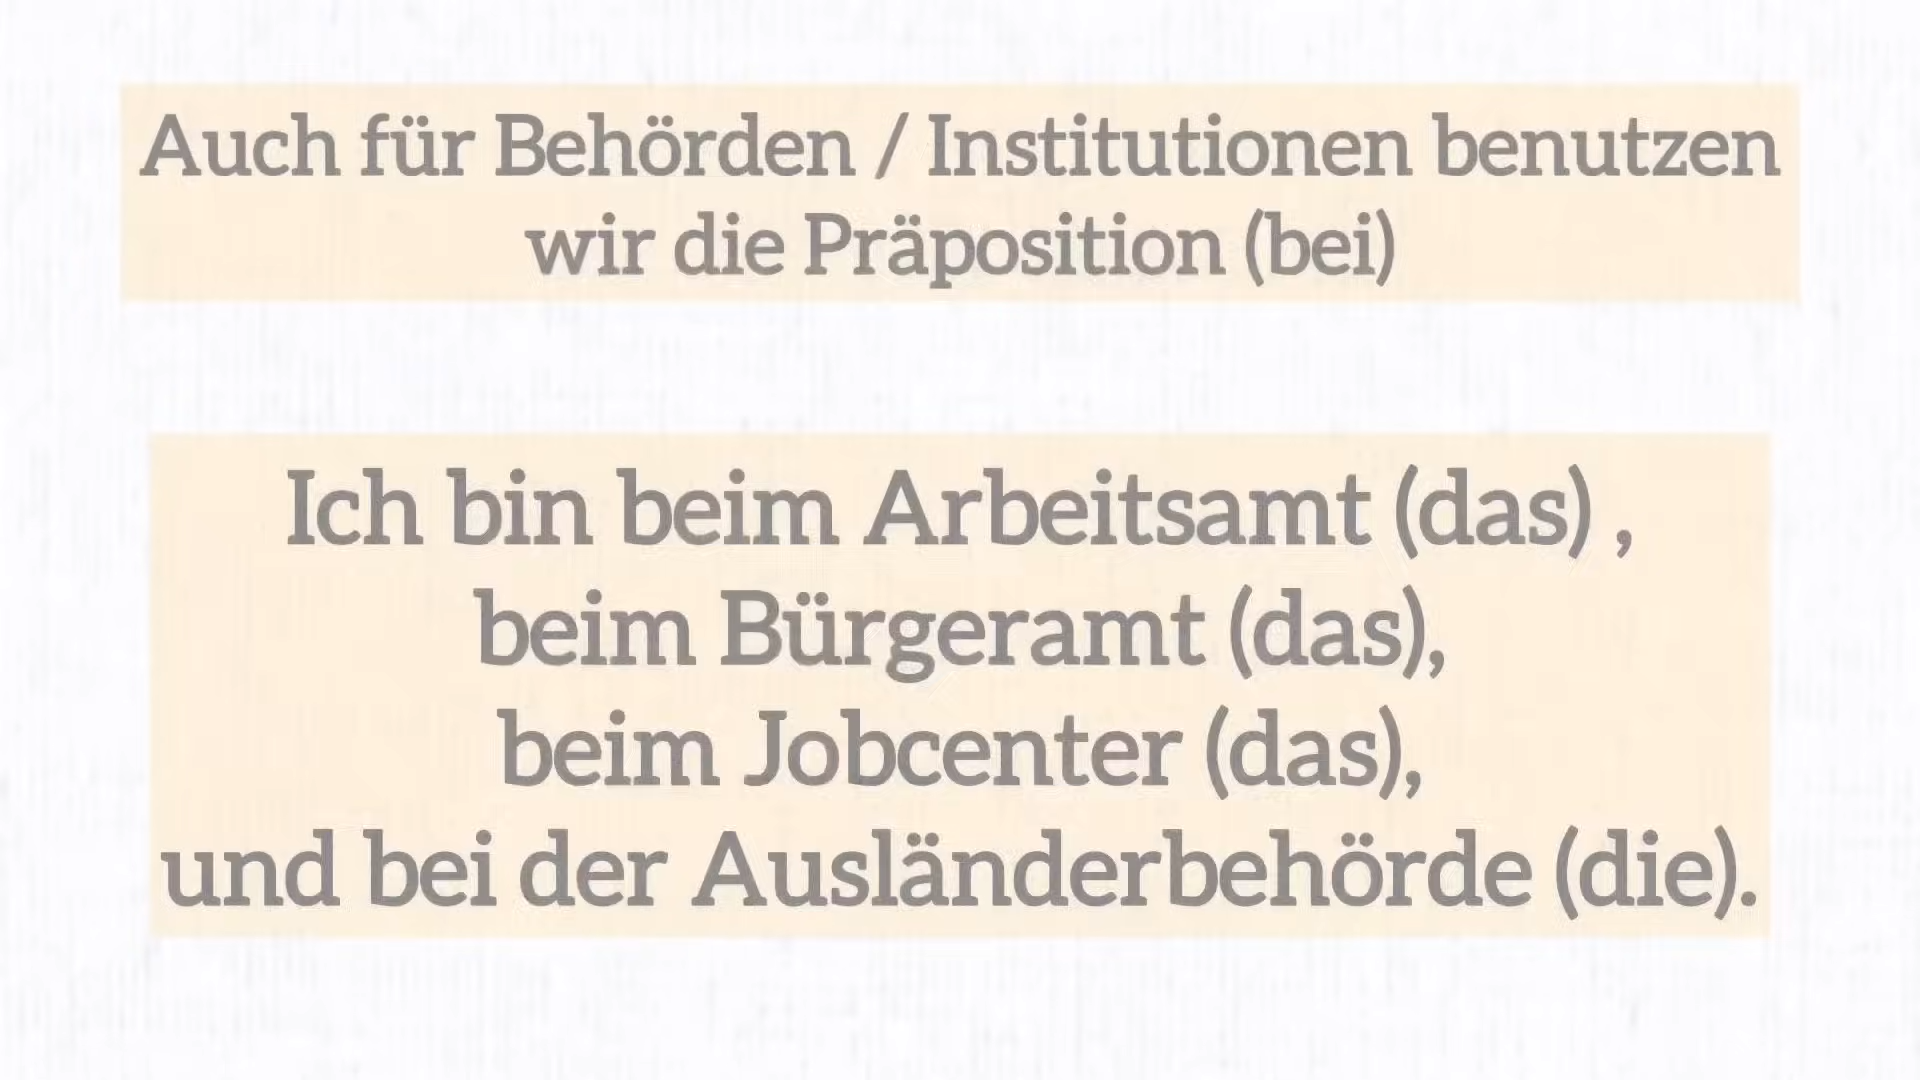 Auch für Behörden / Institutionen benutzen
wir die Präposition (bei)
Ich bin beim Arbeitsamt (das) ,
beim Bürgeramt (das),
beim Jobcenter (das),
und bei der Ausländerbehörde (die).